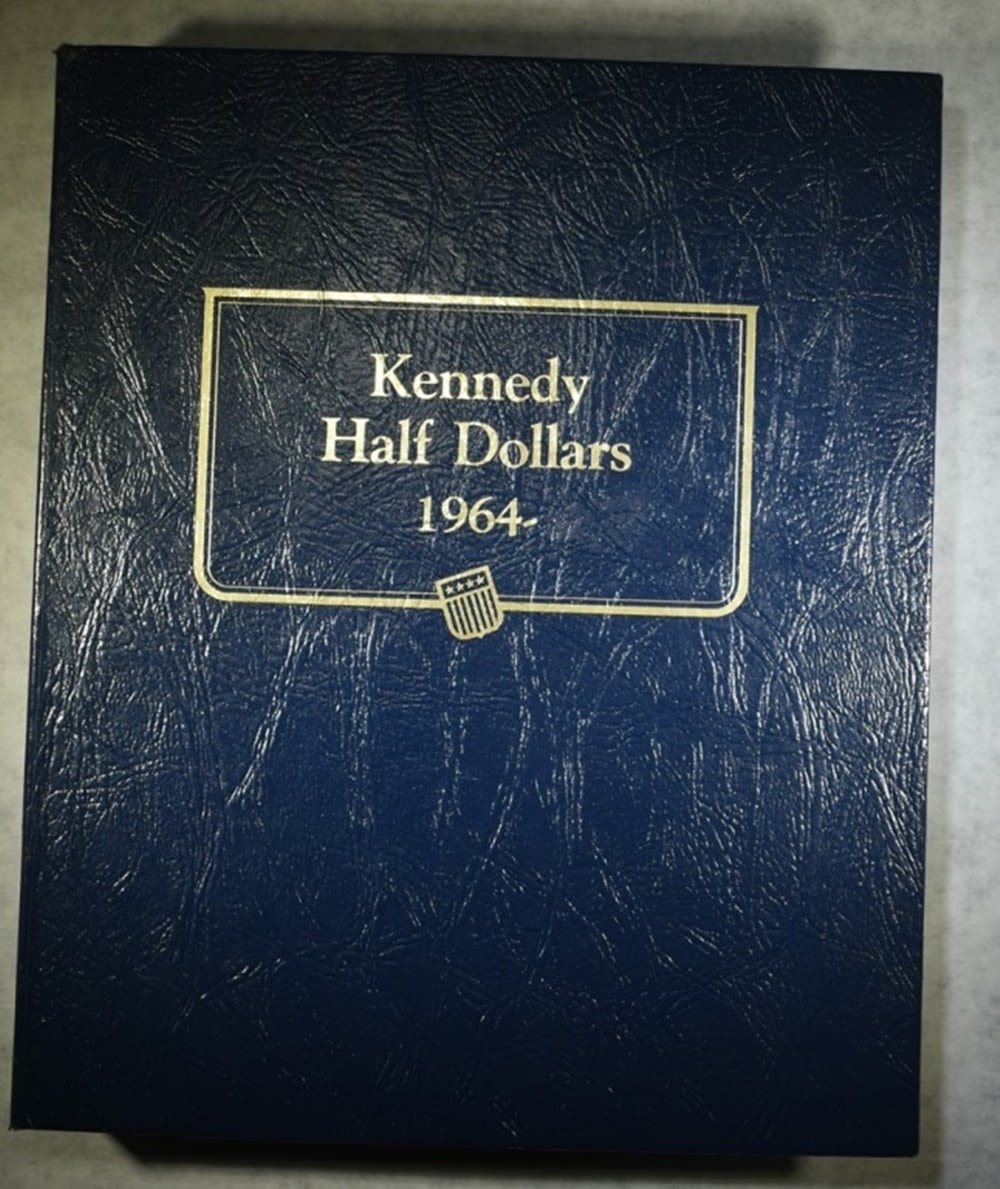 Kennedy
Half Dollars
1964-